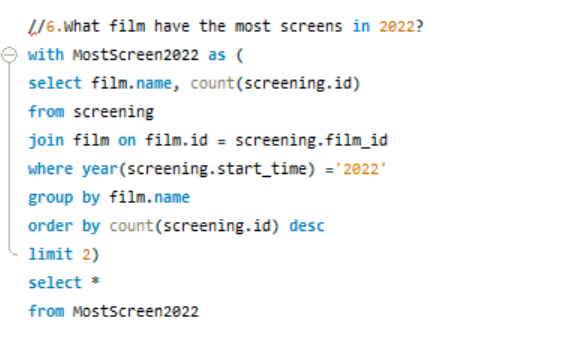 //6.What film have the most screens in 2022?
with MostScreen2022 as (
select film.name, count(screening.id)
from screening
join film on film.id = screening.film_id
where year(screening.start_time) ='2022'
group by film.name
order by count(screening.id) desc
limit 2)
select *
from MostScreen2022